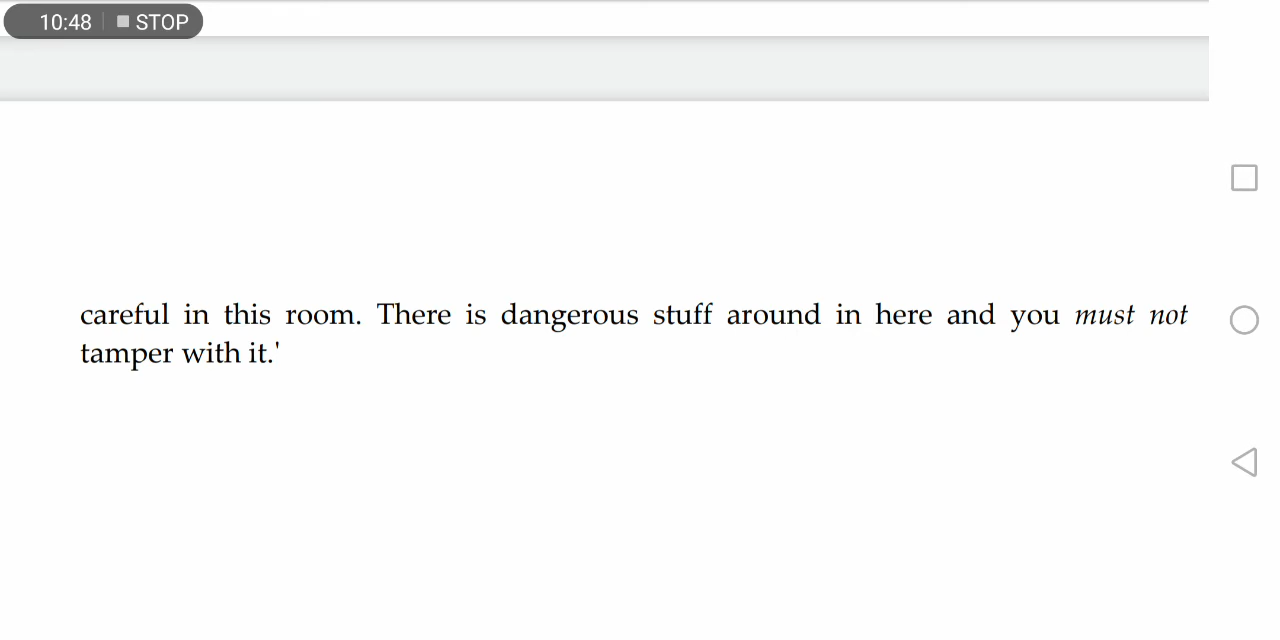 10:48 STOP
careful in this room. There is dangerous stuff around in here and you must not
tamper with it.'